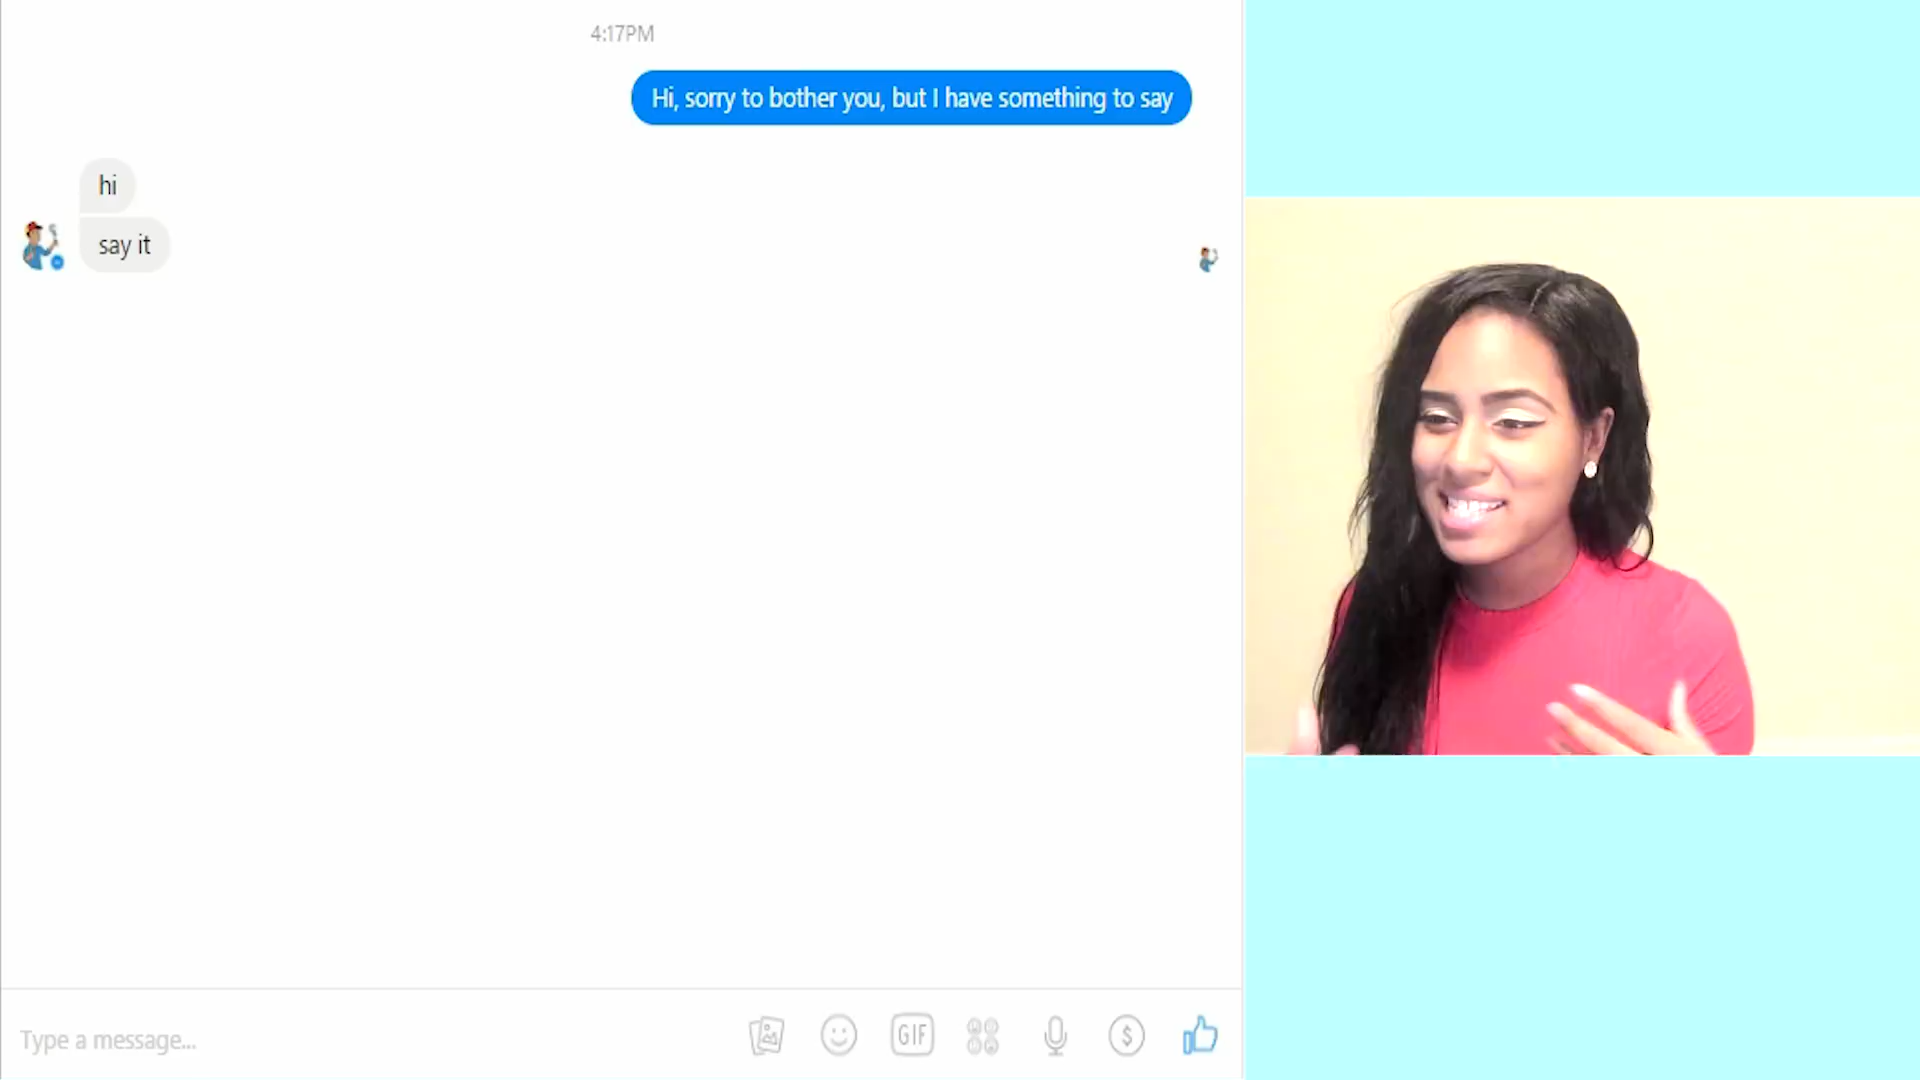 4:17PM
Hi, sorry to bother you, but I have something to say
hi
say it
Type a message...
GIF
$